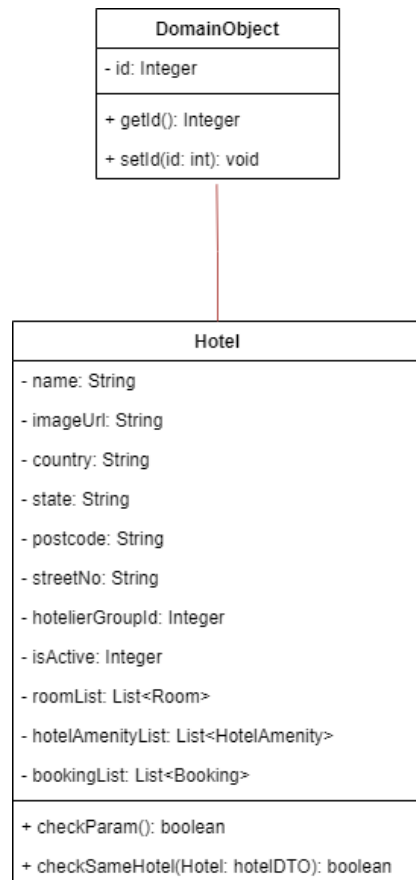 DomainObject
- id: Integer
+ getId(): Integer
+ setId(id: int): void
Hotel
- name: String
- imageUrl: String
- country: String
- state: String
- postcode: String
- streetNo: String
- hotelierGroupId: Integer
- isActive: Integer
- roomList: List<Room>
- hotelAmenityList: List<HotelAmenity>
- bookingList: List<Booking>
+ checkParam(): boolean
+ checkSameHotel(Hotel: hotelDTO): boolean